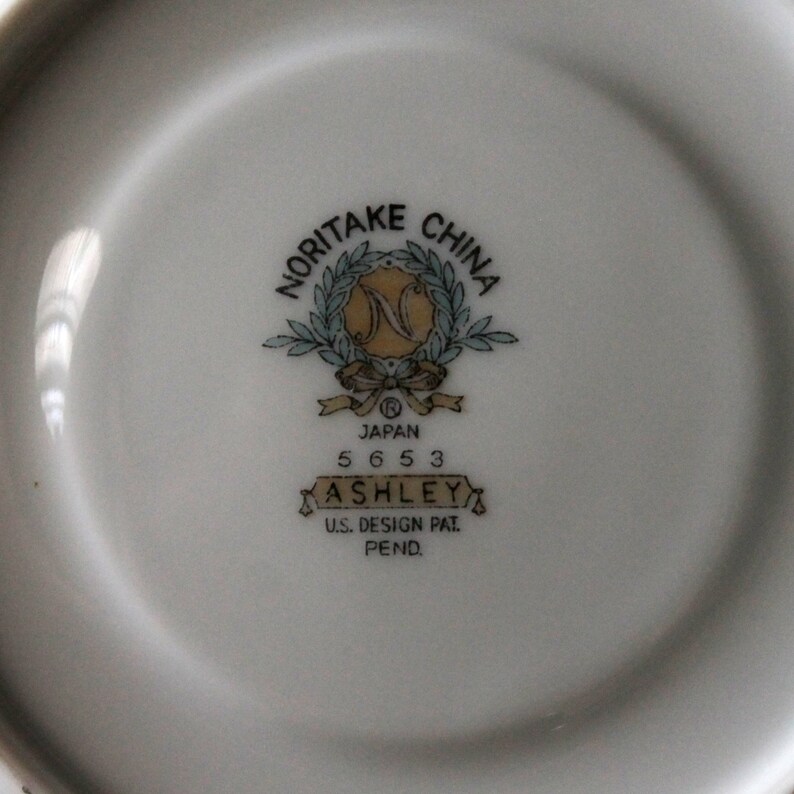 NORITAKE CHINA
N
®
JAPAN
5653
ASHLEY
U.S. DESIGN PAT.
PEND.